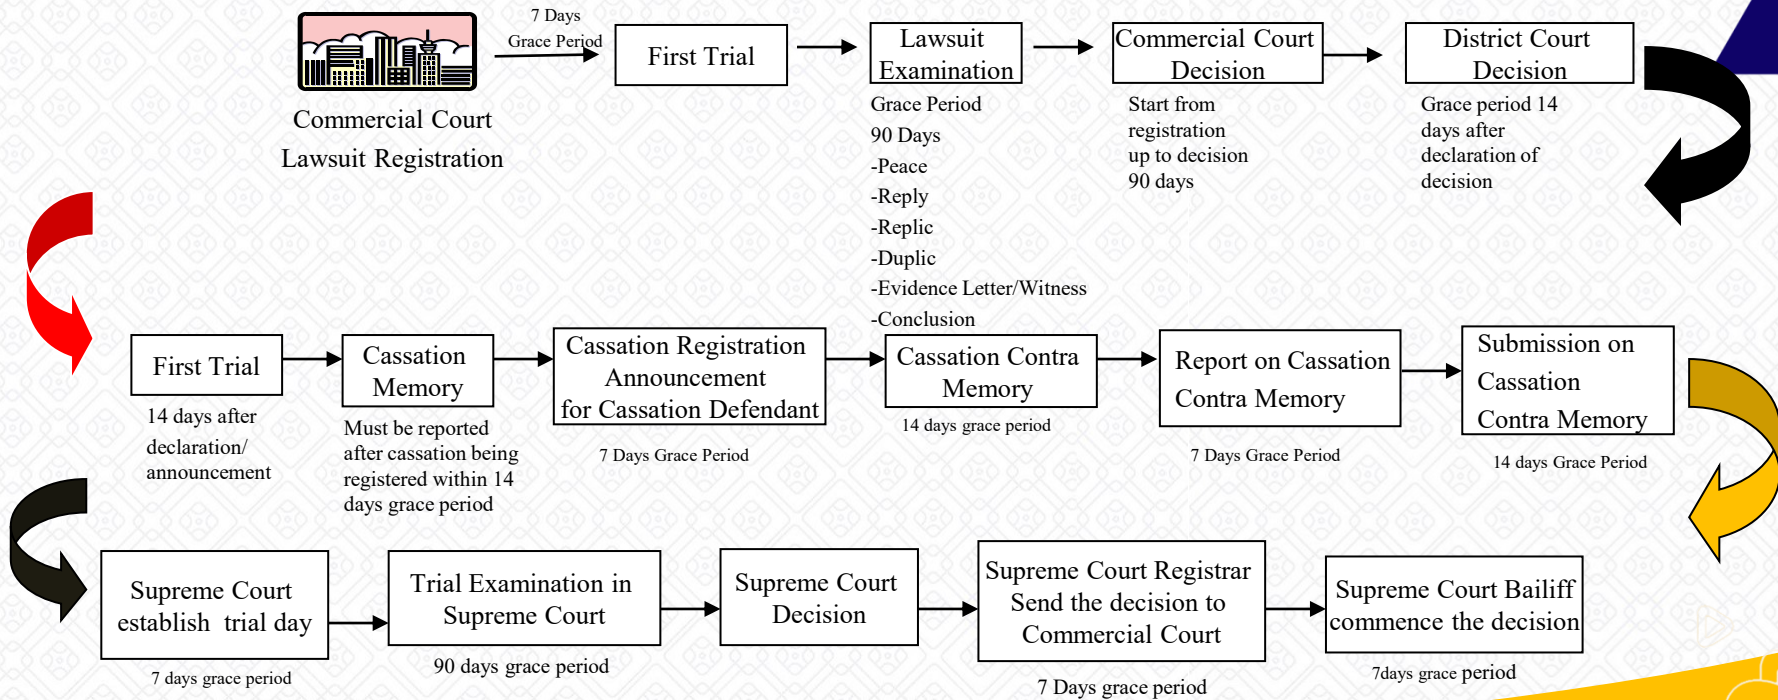 7 Days
Grace Period
Commercial Court
Lawsuit Registration
First Trial
Lawsuit
Examination
Grace Period
90 Days
-Peace
-Reply
-Replic
-Duplic
-Evidence Letter/Witness
-Conclusion
Commercial Court
Decision
Start from
registration
up to decision
90 days
District Court
Decision
Grace period 14
days after
declaration of
decision
First Trial
14 days after
declaration/
announcement
Cassation
Memory
Must be reported
after cassation being
registered within 14
days grace period
Cassation Registration
Announcement
for Cassation Defendant
7 Days Grace Period
Cassation Contra
Memory
14 days grace period
Report on Cassation
Contra Memory
7 Days Grace Period
Submission on
Cassation
Contra Memory
14 days Grace Period
Supreme Court
establish trial day
7 days grace period
Trial Examination in
Supreme Court
90 days grace period
Supreme Court
Decision
Supreme Court Registrar
Send the decision to
Commercial Court
7 Days grace period
Supreme Court Bailiff
commence the decision
7days grace period